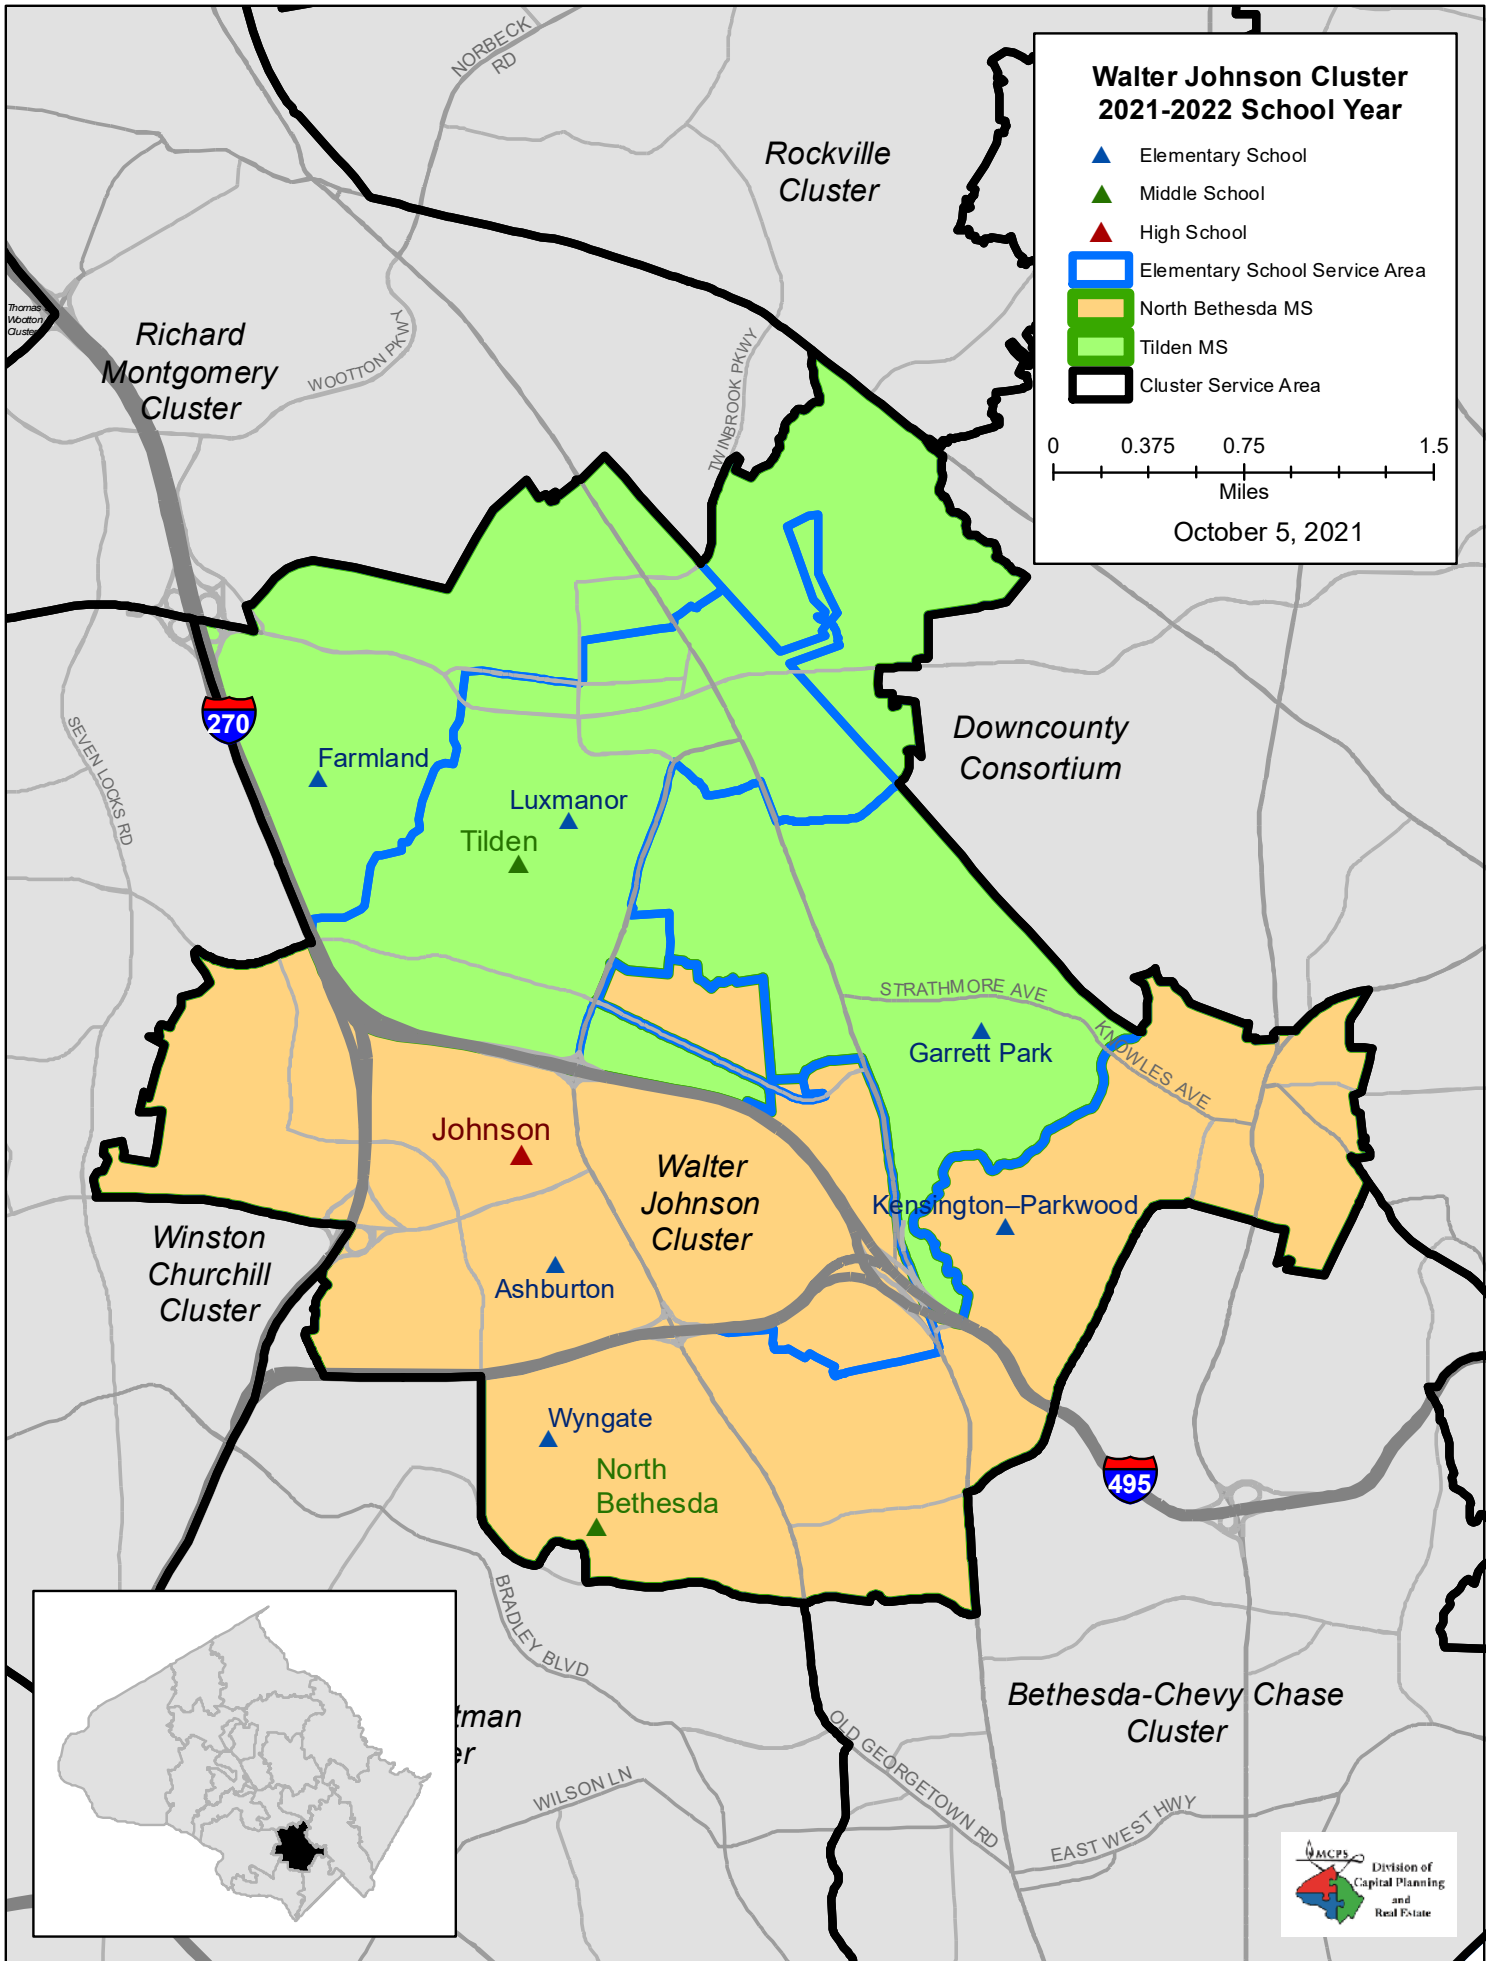 NORBECK
RD
Rockville
Cluster
Walter Johnson Cluster
2021-2022 School Year
Elementary School
Middle School
High School
Elementary School Service Area
North Bethesda MS
Tilden MS
Cluster Service Area
0 0.375 0.75 1.5
Miles
October 5, 2021
Thomas
Wootton
Cluster
Richard
Montgomery
Cluster
WOOTTON PKWY
TWINBROOK PKWY
270
SEVEN LOCKS RD
Farmland
Luxmanor
Tilden
Downcounty
Consortium
STRATHMORE AVE
KNOWLES AVE
Garrett Park
Johnson
Walter
Johnson
Cluster
Kensington–Parkwood
Winston
Churchill
Cluster
Ashburton
Wyngate
North
Bethesda
495
BRADLEY BLVD
tman
er
WILSON LN
OLD GEORGETOWN RD
EAST WEST HWY
Bethesda-Chevy Chase
Cluster
MCPS
Division of
Capital Planning
and
Real Estate